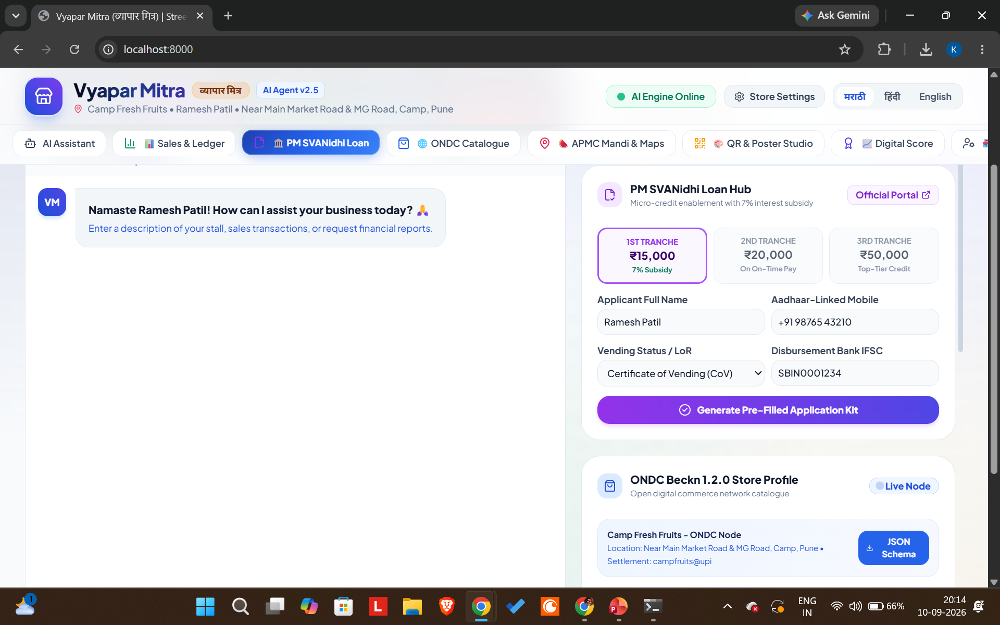 Vyapar Mitra (व्यापार मित्र) | Stree
Ask Gemini
localhost:8000
K
Vyapar Mitra
व्यापार मित्र
AI Agent v2.5
Camp Fresh Fruits • Ramesh Patil • Near Main Market Road & MG Road, Camp, Pune
AI Engine Online
Store Settings
मराठी
हिंदी
English
AI Assistant
Sales & Ledger
PM SVANidhi Loan
ONDC Catalogue
APMC Mandi & Maps
QR & Poster Studio
Digital Score
VM
Namaste Ramesh Patil! How can I assist your business today? 🙏
Enter a description of your stall, sales transactions, or request financial reports.
PM SVANidhi Loan Hub
Micro-credit enablement with 7% interest subsidy
Official Portal
1ST TRANCHE
₹15,000
7% Subsidy
2ND TRANCHE
₹20,000
On On-Time Pay
3RD TRANCHE
₹50,000
Top-Tier Credit
Applicant Full Name
Aadhaar-Linked Mobile
Ramesh Patil
+91 98765 43210
Vending Status / LoR
Disbursement Bank IFSC
Certificate of Vending (CoV)
SBIN0001234
Generate Pre-Filled Application Kit
ONDC Beckn 1.2.0 Store Profile
Open digital commerce network catalogue
Live Node
Camp Fresh Fruits - ONDC Node
Location: Near Main Market Road & MG Road, Camp, Pune •
Settlement: campfruits@upi
JSON
Schema
1
L
P
ENG
IN
66%
20:14
10-09-2026